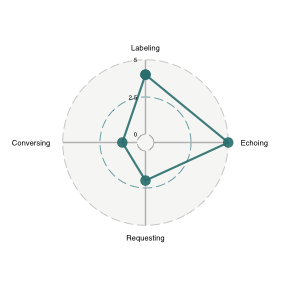 Labeling
5
2.5
0
Conversing
Echoing
Requesting